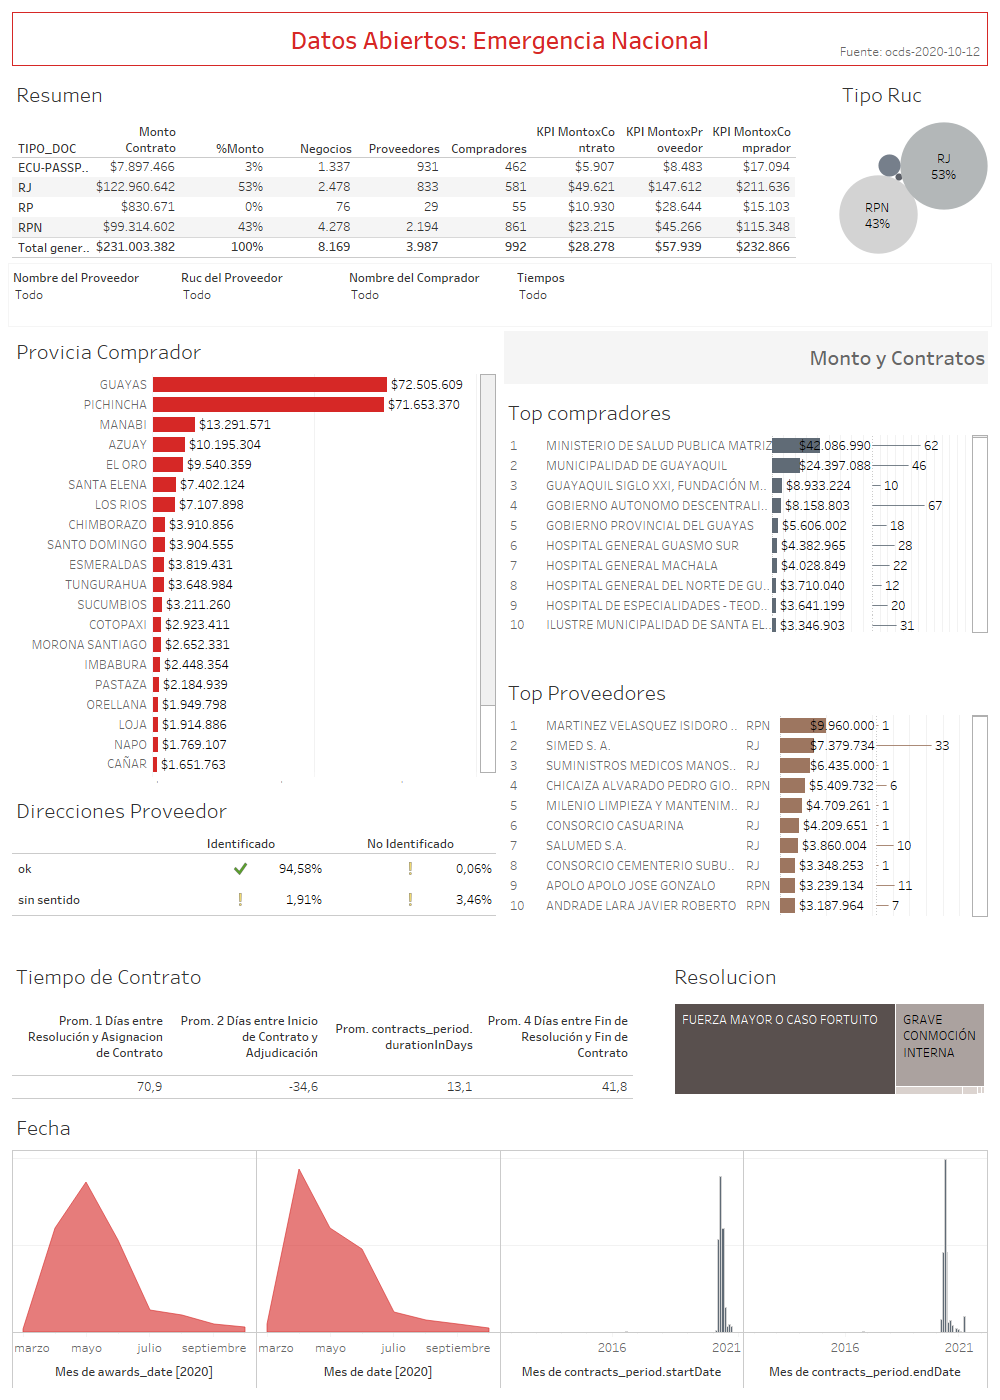 Datos Abiertos: Emergencia Nacional
Fuente: ocds-2020-10-12
Resumen
Tipo Ruc
TIPO_DOC Monto Contrato %Monto Negocios Proveedores Compradores KPI MontoxCo ntrato KPI MontoxPr oveedor KPI MontoxCo mprador
ECU-PASSP.. $7.897.466 3% 1.337 931 462 $5.907 $8.483 $17.094
RJ $122.960.642 53% 2.478 833 581 $49.621 $147.612 $211.636
RP $830.671 0% 76 29 55 $10.930 $28.644 $15.103
RPN $99.314.602 43% 4.278 2.194 861 $23.215 $45.266 $115.348
Total gener.. $231.003.382 100% 8.169 3.987 992 $28.278 $57.939 $232.866
RJ
53%
RPN
43%
Nombre del Proveedor Ruc del Proveedor Nombre del Comprador Tiempos
Todo Todo Todo Todo
Provicia Comprador
GUAYAS $72.505.609
PICHINCHA $71.653.370
MANABI $13.291.571
AZUAY $10.195.304
EL ORO $9.540.359
SANTA ELENA $7.402.124
LOS RIOS $7.107.898
CHIMBORAZO $3.910.856
SANTO DOMINGO $3.904.555
ESMERALDAS $3.819.431
TUNGURAHUA $3.648.984
SUCUMBIOS $3.211.260
COTOPAXI $2.923.411
MORONA SANTIAGO $2.652.331
IMBABURA $2.448.354
PASTAZA $2.184.939
ORELLANA $1.949.798
LOJA $1.914.886
NAPO $1.769.107
CAÑAR $1.651.763
Monto y Contratos
Top compradores
1 MINISTERIO DE SALUD PUBLICA MATRIZ $42.086.990 62
2 MUNICIPALIDAD DE GUAYAQUIL $24.397.088 46
3 GUAYAQUIL SIGLO XXI, FUNDACIÓN M.. $8.933.224 10
4 GOBIERNO AUTONOMO DESCENTRALI.. $8.158.803 67
5 GOBIERNO PROVINCIAL DEL GUAYAS $5.606.002 18
6 HOSPITAL GENERAL GUASMO SUR $4.382.965 28
7 HOSPITAL GENERAL MACHALA $4.028.849 22
8 HOSPITAL GENERAL DEL NORTE DE GU.. $3.710.040 12
9 HOSPITAL DE ESPECIALIDADES - TEOD.. $3.641.199 20
10 ILUSTRE MUNICIPALIDAD DE SANTA EL.. $3.346.903 31
Top Proveedores
1 MARTINEZ VELASQUEZ ISIDORO .. RPN $9.960.000 1
2 SIMED S. A. RJ $7.379.734 33
3 SUMINISTROS MEDICOS MANOS.. RJ $6.435.000 1
4 CHICAIZA ALVARADO PEDRO GIO.. RPN $5.409.732 6
5 MILENIO LIMPIEZA Y MANTENIM.. RJ $4.709.261 1
6 CONSORCIO CASUARINA RJ $4.209.651 1
7 SALUMED S.A. RJ $3.860.004 10
8 CONSORCIO CEMENTERIO SUBU.. RJ $3.348.253 1
9 APOLO APOLO JOSE GONZALO RPN $3.239.134 11
10 ANDRADE LARA JAVIER ROBERTO RPN $3.187.964 7
Direcciones Proveedor
Identificado No Identificado
ok 94,58% 0,06%
sin sentido 1,91% 3,46%
Tiempo de Contrato
Prom. 1 Días entre Resolución y Asignacion de Contrato
Prom. 2 Días entre Inicio de Contrato y Adjudicación
Prom. contracts_period. durationInDays
Prom. 4 Días entre Fin de Resolución y Fin de Contrato
70,9 -34,6 13,1 41,8
Resolucion
FUERZA MAYOR O CASO FORTUITO
GRAVE
CONMOCIÓN
INTERNA
Fecha
marzo mayo julio septiembre marzo mayo julio septiembre 2016 2021 2016 2021
Mes de awards_date [2020] Mes de date [2020] Mes de contracts_period.startDate Mes de contracts_period.endDate